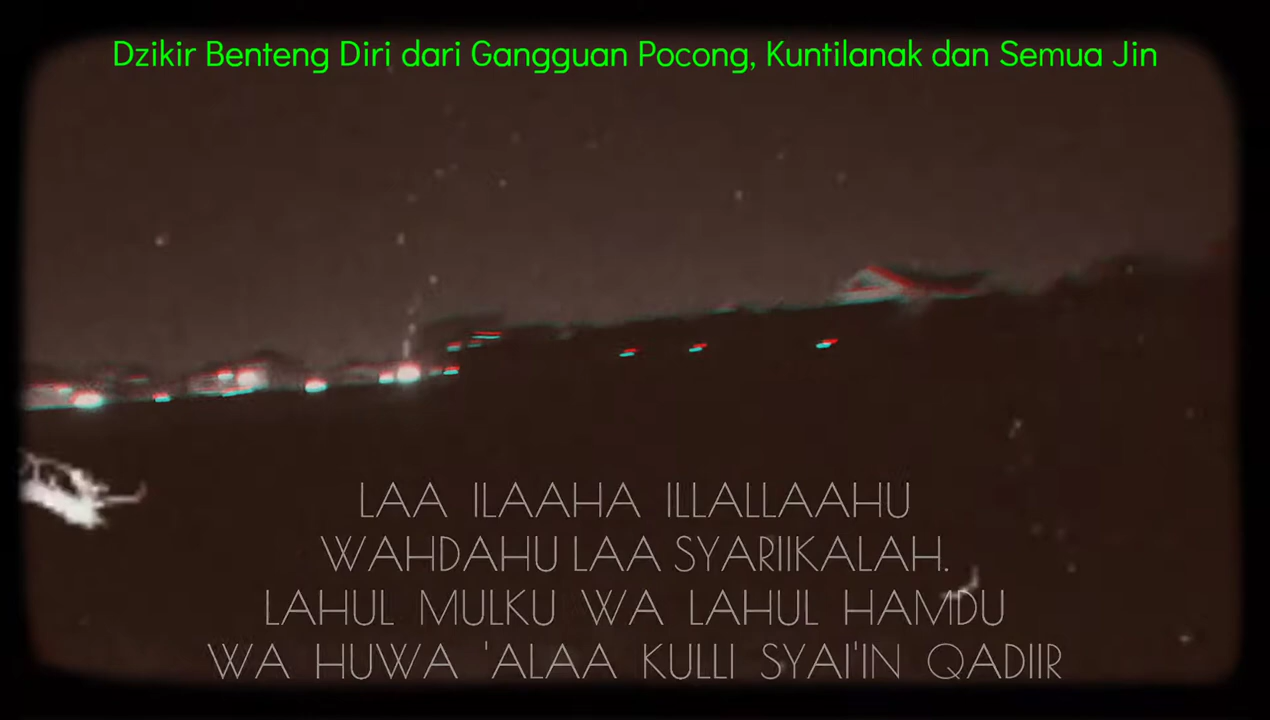 Dzikir Benteng Diri dari Gangguan Pocong, Kuntilanak dan Semua Jin
LAA ILAAHA ILLALLAAHU
WAHDAHU LAA SYARIIKALAH.
LAHUL MULKU WA LAHUL HAMDU
WA HUWA 'ALAA KULLI SYAI'IN QADIIR